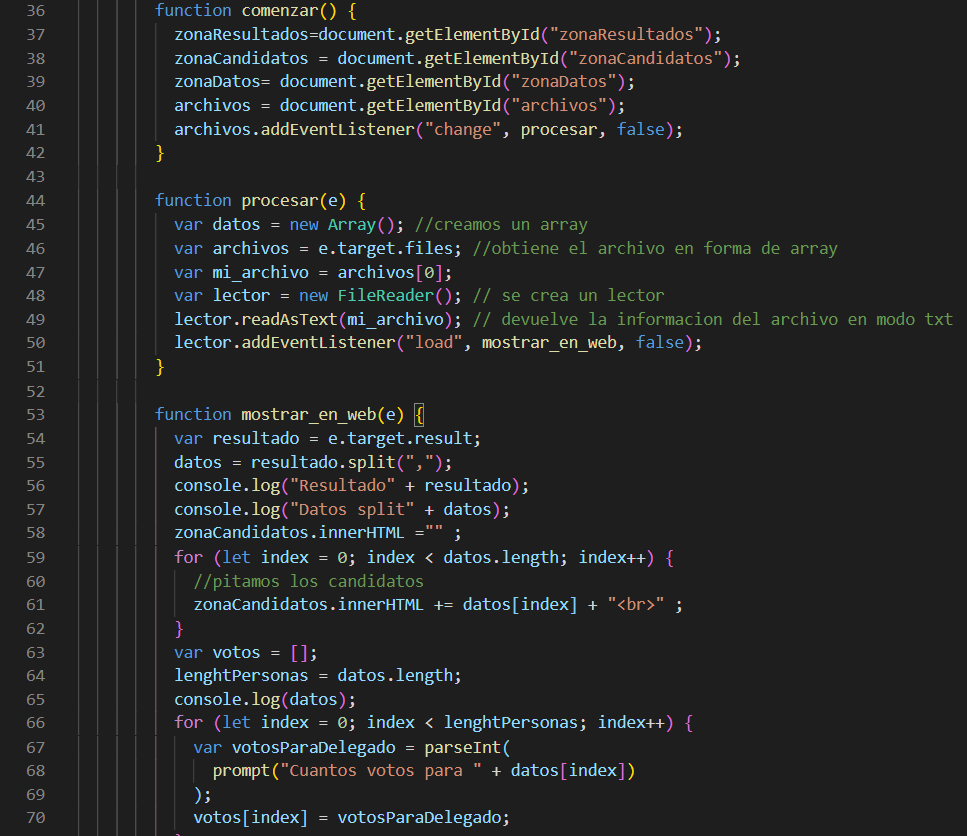 36 function comenzar() {
37 zonaResultados=document.getElementById("zonaResultados");
38 zonaCandidatos = document.getElementById("zonaCandidatos");
39 zonaDatos= document.getElementById("zonaDatos");
40 archivos = document.getElementById("archivos");
41 archivos.addEventListener("change", procesar, false);
42 }
43
44 function procesar(e) {
45 var datos = new Array(); //creamos un array
46 var archivos = e.target.files; //obtiene el archivo en forma de array
47 var mi_archivo = archivos[0];
48 var lector = new FileReader(); // se crea un lector
49 lector.readAsText(mi_archivo); // devuelve la informacion del archivo en modo txt
50 lector.addEventListener("load", mostrar_en_web, false);
51 }
52
53 function mostrar_en_web(e) {
54 var resultado = e.target.result;
55 datos = resultado.split(",");
56 console.log("Resultado" + resultado);
57 console.log("Datos split" + datos);
58 zonaCandidatos.innerHTML ="" ;
59 for (let index = 0; index < datos.length; index++) {
60 //pitamos los candidatos
61 zonaCandidatos.innerHTML += datos[index] + "<br>" ;
62 }
63 var votos = [];
64 lenghtPersonas = datos.length;
65 console.log(datos);
66 for (let index = 0; index < lenghtPersonas; index++) {
67 var votosParaDelegado = parseInt(
68 prompt("Cuantos votos para " + datos[index])
69 );
70 votos[index] = votosParaDelegado;